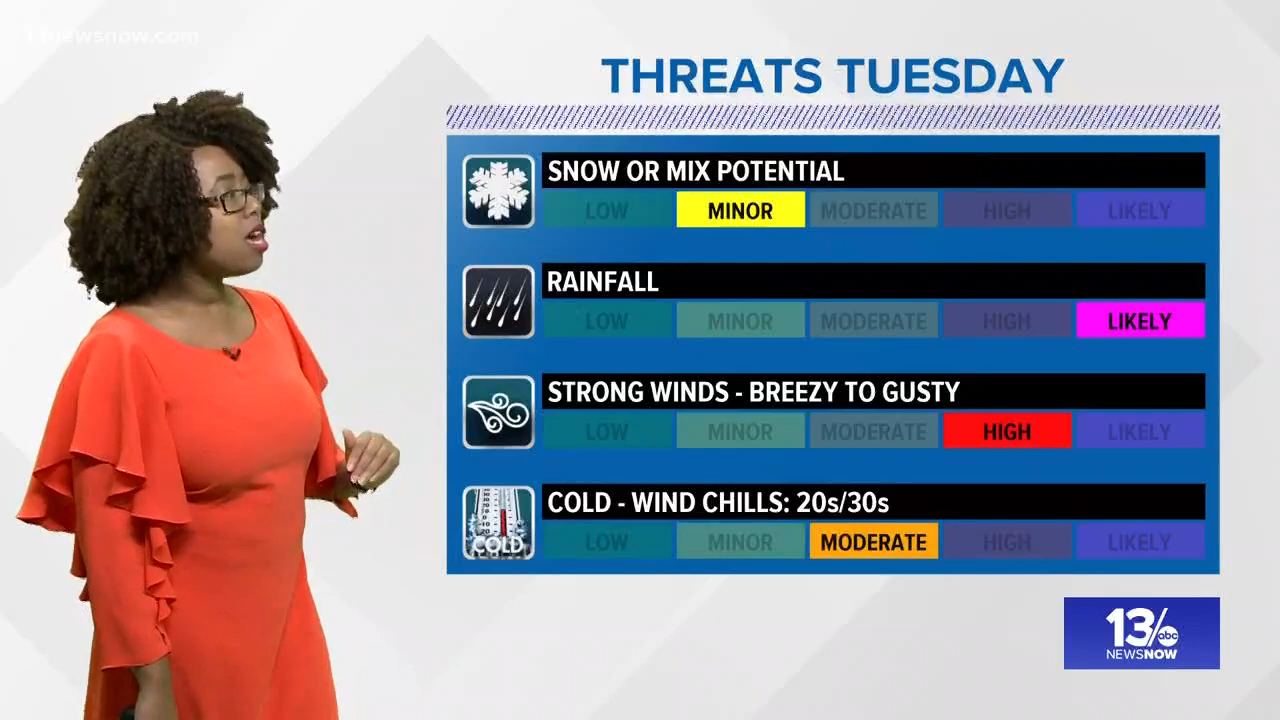 13newsnow.com
THREATS TUESDAY
SNOW OR MIX POTENTIAL
LOW MINOR MODERATE HIGH LIKELY
RAINFALL
LOW MINOR MODERATE HIGH LIKELY
STRONG WINDS - BREEZY TO GUSTY
LOW MINOR MODERATE HIGH LIKELY
COLD - WIND CHILLS: 20s/30s
COLD
LOW MINOR MODERATE HIGH LIKELY
13 abc
NEWSNOW